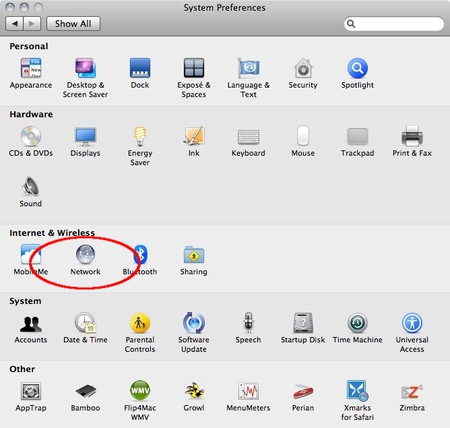 System Preferences
Show All
Personal
Appearance
Desktop &
Screen Saver
Dock
Exposé &
Spaces
Language &
Text
Security
Spotlight
Hardware
CDs & DVDs
Displays
Energy
Saver
Ink
Keyboard
Mouse
Trackpad
Print & Fax
Sound
Internet & Wireless
MobileMe
Network
Bluetooth
Sharing
System
Accounts
Date & Time
Parental
Controls
Software
Update
Speech
Startup Disk
Time Machine
Universal
Access
Other
AppTrap
Bamboo
WMV
Flip4Mac
WMV
Growl
MenuMeters
Perian
Xmarks
for Safari
Zimbra